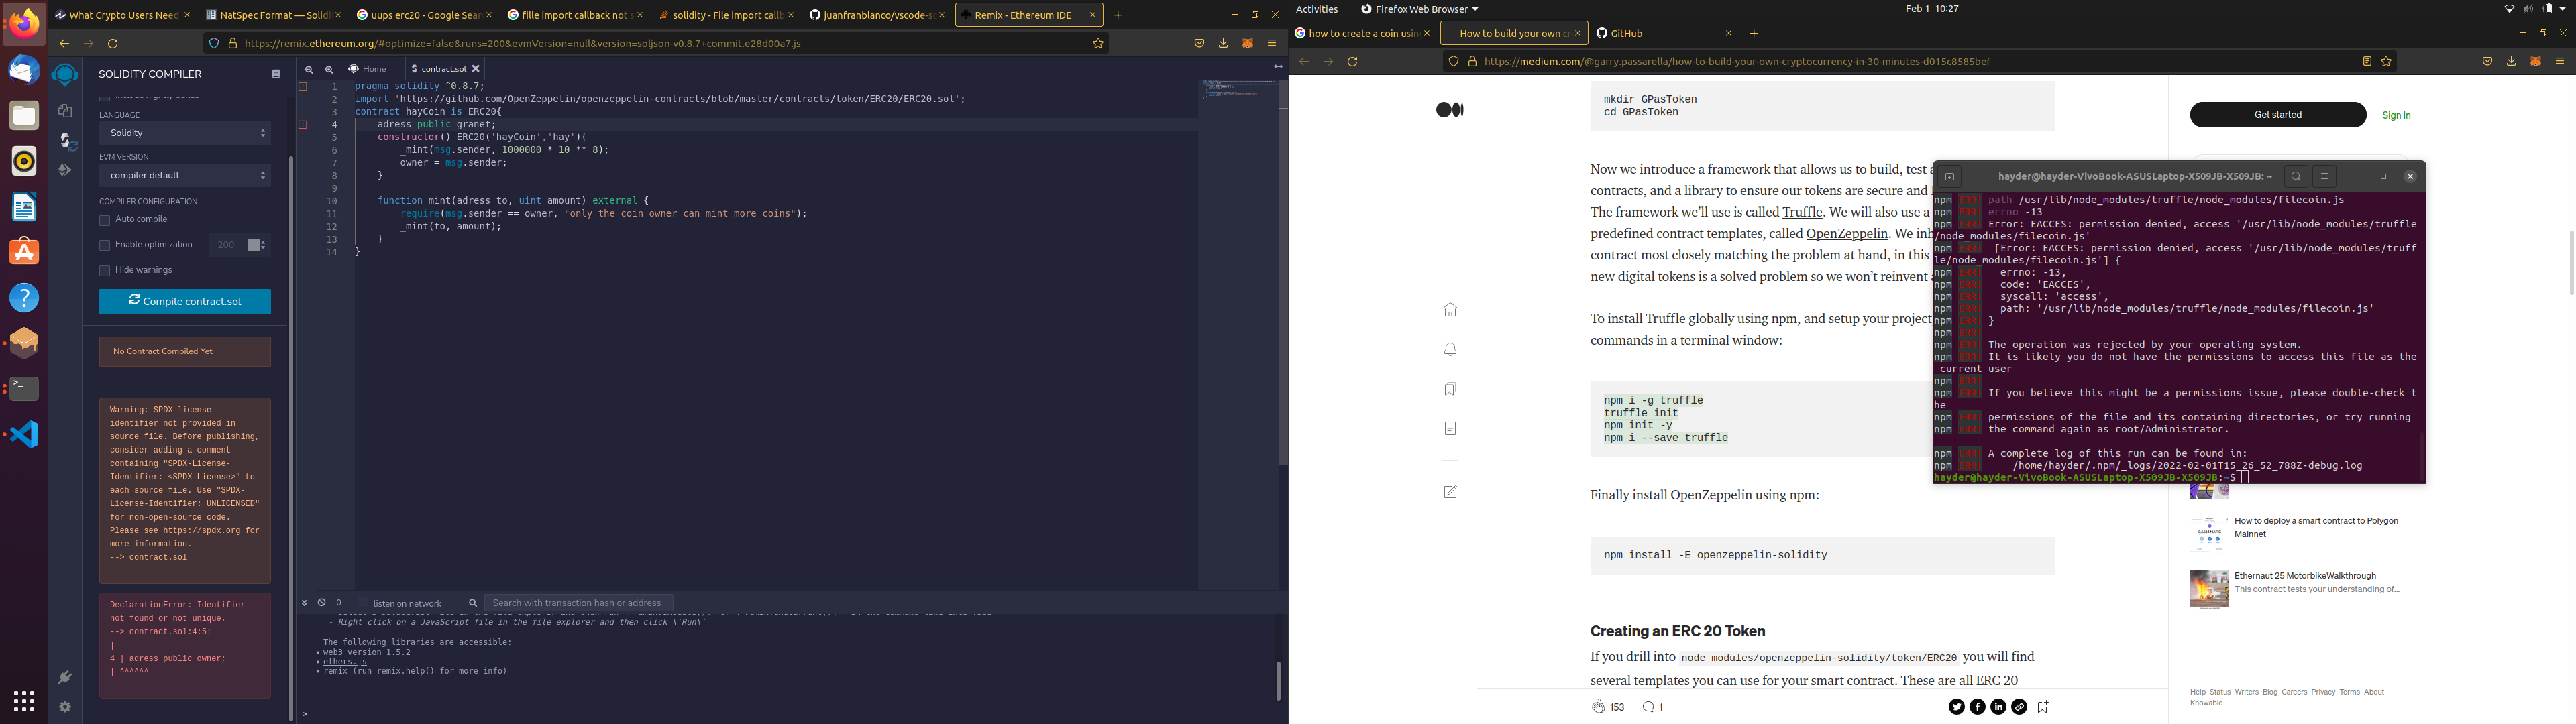 What Crypto Users Need
NatSpec Format — Solidi
uups erc20 - Google Sear
fille import callback not s
solidity - File import callb
juanfranblanco/vscode-so
Remix - Ethereum IDE
https://remix.ethereum.org/#optimize=false&runs=200&evmVersion=null&version=soljson-v0.8.7+commit.e28d00a7.js
SOLIDITY COMPILER
Include nightly builds
LANGUAGE
Solidity
EVM VERSION
compiler default
COMPILER CONFIGURATION
Auto compile
Enable optimization
200
Hide warnings
Compile contract.sol
No Contract Compiled Yet
Warning: SPDX license
identifier not provided in
source file. Before publishing,
consider adding a comment
containing "SPDX-License-
Identifier: <SPDX-License>" to
each source file. Use "SPDX-
License-Identifier: UNLICENSED"
for non-open-source code.
Please see https://spdx.org for
more information.
--> contract.sol
DeclarationError: Identifier
not found or not unique.
--> contract.sol:4:5:
|
4 | adress public owner;
| ^^^^^^
Home
contract.sol
1 pragma solidity ^0.8.7;
2 import 'https://github.com/OpenZeppelin/openzeppelin-contracts/blob/master/contracts/token/ERC20/ERC20.sol';
3 contract hayCoin is ERC20{
4 adress public granet;
5 constructor() ERC20('hayCoin','hay'){
6 _mint(msg.sender, 1000000 * 10 ** 8);
7 owner = msg.sender;
8 }
9
10 function mint(adress to, uint amount) external {
11 require(msg.sender == owner, "only the coin owner can mint more coins");
12 _mint(to, amount);
13 }
14 }
0
listen on network
Search with transaction hash or address
- Right click on a JavaScript file in the file explorer and then click \`Run\`
The following libraries are accessible:
web3 version 1.5.2
ethers.js
remix (run remix.help() for more info)
>
Activities
Firefox Web Browser
Feb 1 10:27
how to create a coin usin
How to build your own cr
GitHub
https://medium.com/@garry.passarella/how-to-build-your-own-cryptocurrency-in-30-minutes-d015c8585bef
mkdir GPasToken
cd GPasToken
Now we introduce a framework that allows us to build, test a
contracts, and a library to ensure our tokens are secure and
The framework we'll use is called Truffle. We will also use a
predefined contract templates, called OpenZeppelin. We inh
contract most closely matching the problem at hand, in this
new digital tokens is a solved problem so we won't reinvent
To install Truffle globally using npm, and setup your project
commands in a terminal window:
npm i -g truffle
truffle init
npm init -y
npm i --save truffle
Finally install OpenZeppelin using npm:
npm install -E openzeppelin-solidity
Creating an ERC 20 Token
If you drill into node_modules/openzeppelin-solidity/token/ERC20 you will find
several templates you can use for your smart contract. These are all ERC 20
153
1
Get started
Sign In
hayder@hayder-VivoBook-ASUSLaptop-X509JB-X509JB: ~
npm ERR! path /usr/lib/node_modules/truffle/node_modules/filecoin.js
npm ERR! errno -13
npm ERR! Error: EACCES: permission denied, access '/usr/lib/node_modules/truffle
/node_modules/filecoin.js'
npm ERR! [Error: EACCES: permission denied, access '/usr/lib/node_modules/truff
le/node_modules/filecoin.js'] {
npm ERR! errno: -13,
npm ERR! code: 'EACCES',
npm ERR! syscall: 'access',
npm ERR! path: '/usr/lib/node_modules/truffle/node_modules/filecoin.js'
npm ERR! }
npm ERR!
npm ERR! The operation was rejected by your operating system.
npm ERR! It is likely you do not have the permissions to access this file as the
current user
npm ERR!
npm ERR! If you believe this might be a permissions issue, please double-check t
he
npm ERR! permissions of the file and its containing directories, or try running
npm ERR! the command again as root/Administrator.
npm ERR! A complete log of this run can be found in:
npm ERR! /home/hayder/.npm/_logs/2022-02-01T15_26_52_788Z-debug.log
hayder@hayder-VivoBook-ASUSLaptop-X509JB-X509JB:~$
How to deploy a smart contract to Polygon
Mainnet
Ethernaut 25 MotorbikeWalkthrough
This contract tests your understanding of...
Help Status Writers Blog Careers Privacy Terms About
Knowable